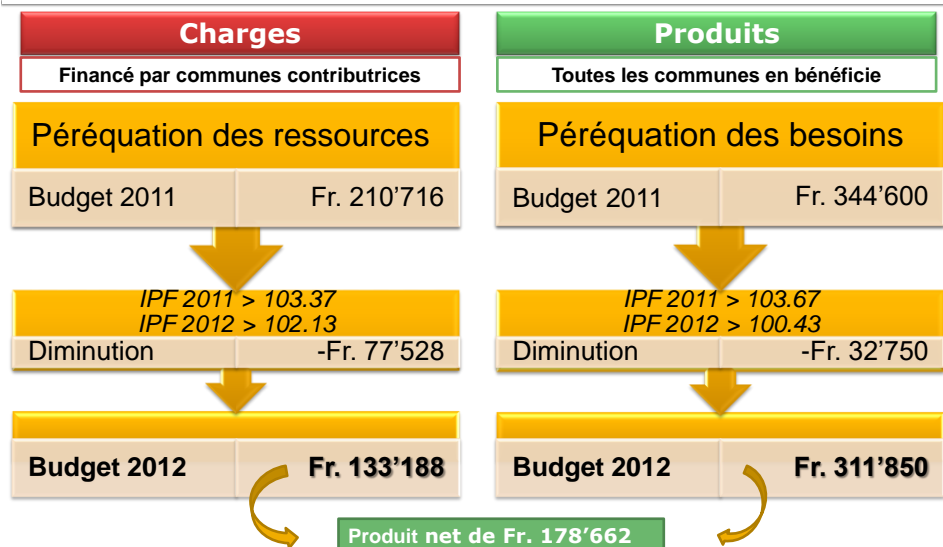 Charges
Financé par communes contributrices
Péréquation des ressources
Budget 2011 Fr. 210’716
IPF 2011 > 103.37
IPF 2012 > 102.13
Diminution -Fr. 77’528
Budget 2012 Fr. 133’188
Produits
Toutes les communes en bénéficie
Péréquation des besoins
Budget 2011 Fr. 344’600
IPF 2011 > 103.67
IPF 2012 > 100.43
Diminution -Fr. 32’750
Budget 2012 Fr. 311’850
Produit net de Fr. 178’662